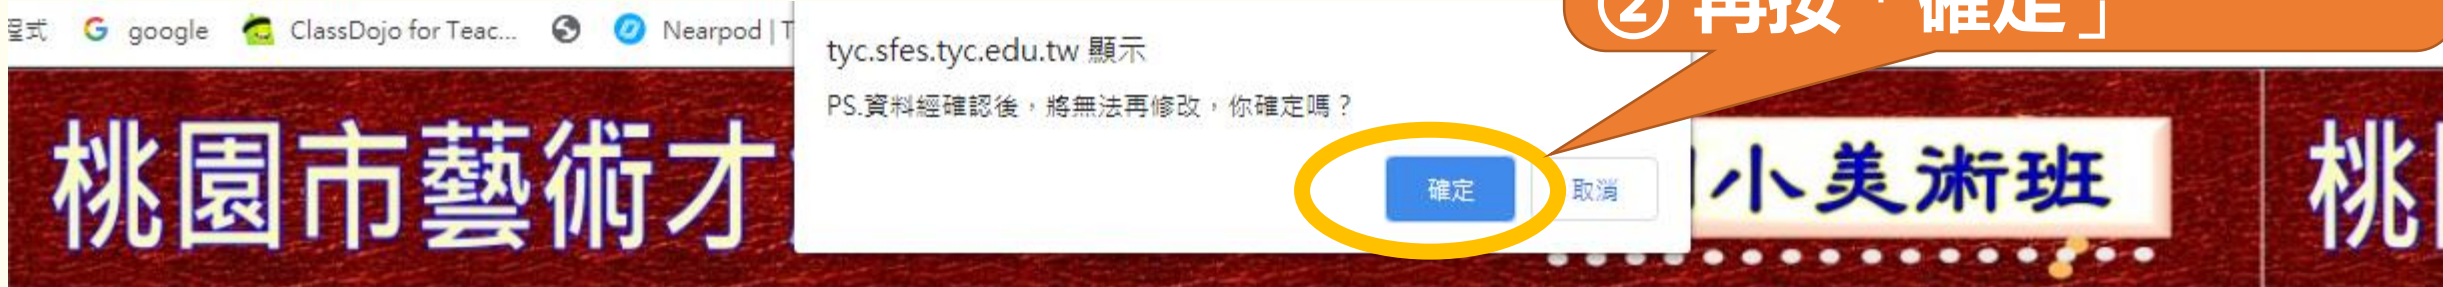 程式 google ClassDojo for Teac... Nearpod | T
② 再按「確定」
tyc.sfes.tyc.edu.tw 顯示
PS.資料經確認後，將無法再修改，你確定嗎？
確定 取消
桃園市藝術才
小美術班
桃